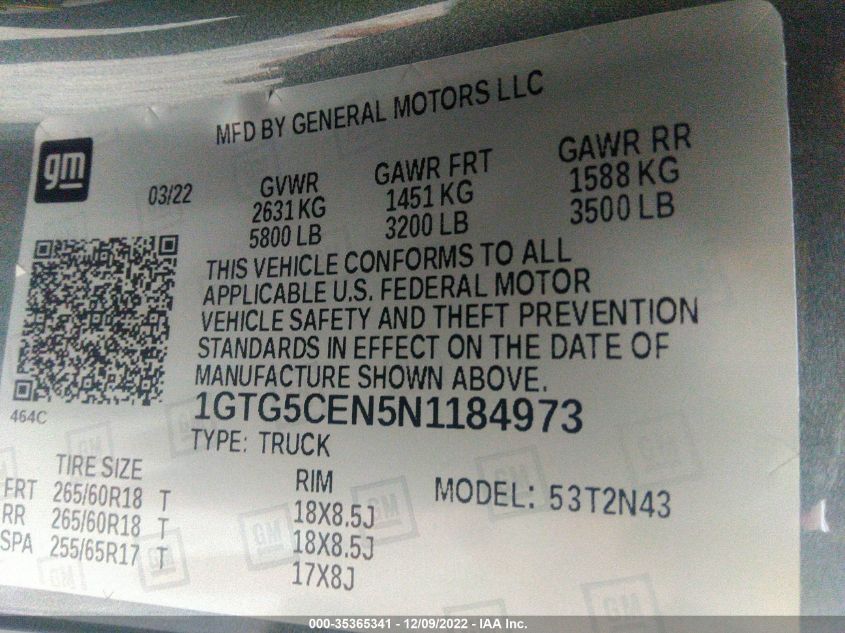 MFD BY GENERAL MOTORS LLC
gm
03/22
GVWR GAWR FRT GAWR RR
2631 KG 1451 KG 1588 KG
5800 LB 3200 LB 3500 LB
THIS VEHICLE CONFORMS TO ALL
APPLICABLE U.S. FEDERAL MOTOR
VEHICLE SAFETY AND THEFT PREVENTION
STANDARDS IN EFFECT ON THE DATE OF
MANUFACTURE SHOWN ABOVE.
464C
1GTG5CEN5N1184973
TYPE: TRUCK
TIRE SIZE RIM MODEL: 53T2N43
FRT 265/60R18 T 18X8.5J
RR 265/60R18 T 18X8.5J
SPA 255/65R17 T 17X8J
GM GM GM GM
000-35365341 - 12/09/2022 - IAA Inc.